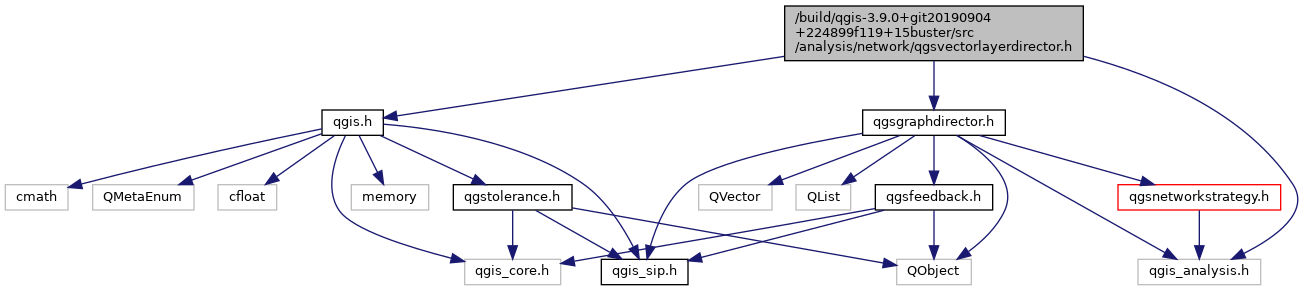 /build/qgis-3.9.0+git20190904
+224899f119+15buster/src
/analysis/network/qgsvectorlayerdirector.h
qgis.h
qgsgraphdirector.h
cmath
QMetaEnum
cfloat
memory
qgstolerance.h
QVector
QList
qgsfeedback.h
qgsnetworkstrategy.h
qgis_core.h
qgis_sip.h
QObject
qgis_analysis.h